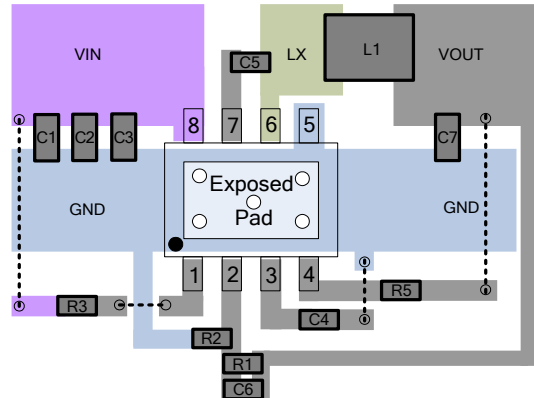 VIN
LX
L1
VOUT
C5
C1
C2
C3
8
7
6
5
C7
Exposed
Pad
GND
GND
1
2
3
4
R3
R5
C4
R2
R1
C6